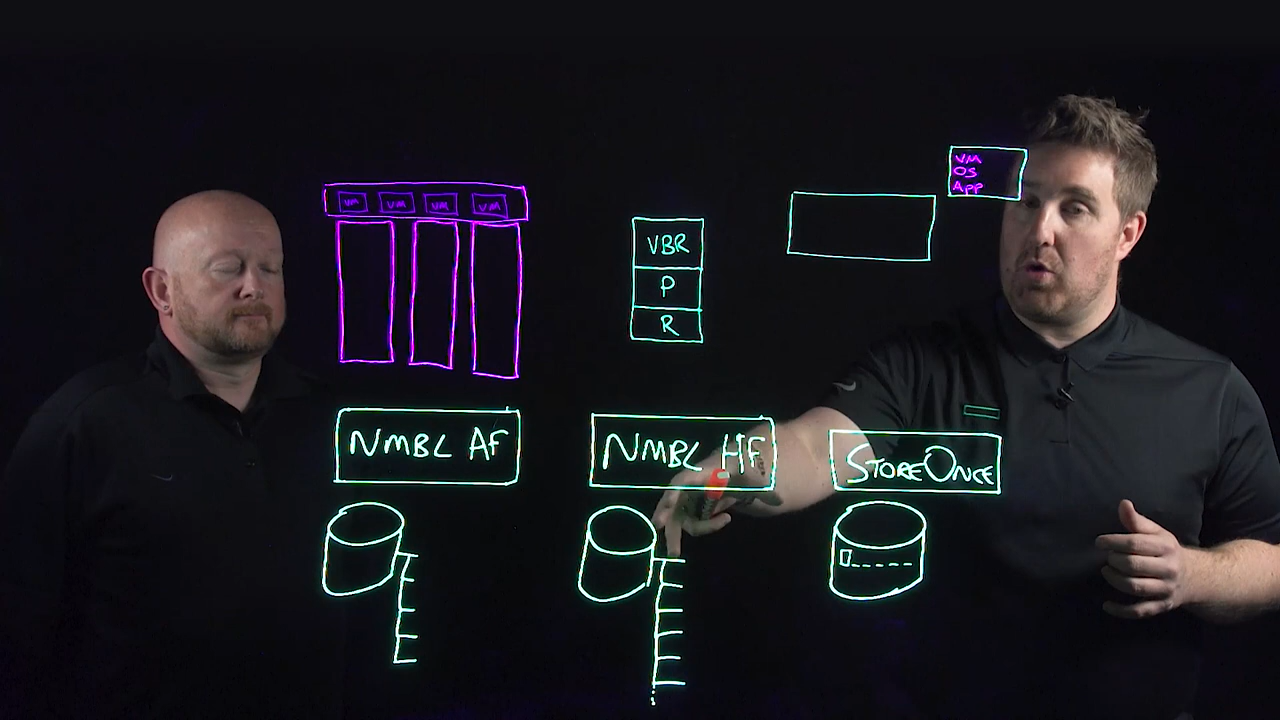 VM VM VM VM
VBR
P
R
VM
OS
App
NMBL AF
NMBL HF
STOREONCE